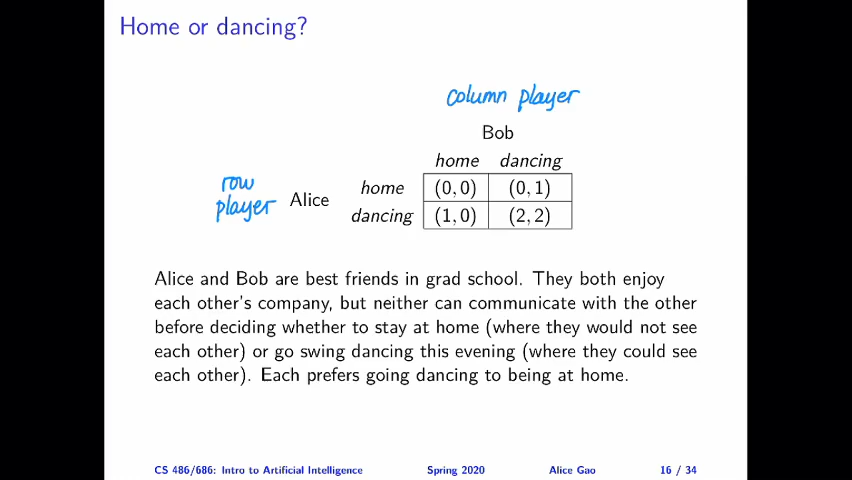 Home or dancing?
column player
Bob
home dancing
row
player
Alice
home (0, 0) (0, 1)
dancing (1, 0) (2, 2)
Alice and Bob are best friends in grad school. They both enjoy
each other's company, but neither can communicate with the other
before deciding whether to stay at home (where they would not see
each other) or go swing dancing this evening (where they could see
each other). Each prefers going dancing to being at home.
CS 486/686: Intro to Artificial Intelligence Spring 2020 Alice Gao 16 / 34